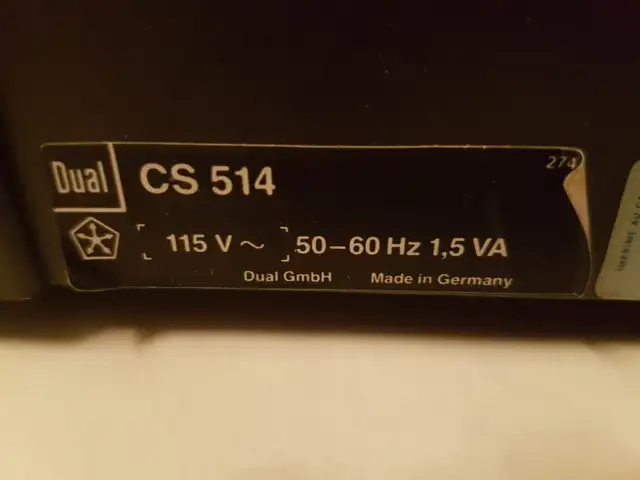 Dual CS 514 274
[ 115 V ~ ] 50–60 Hz 1,5 VA
Dual GmbH Made in Germany